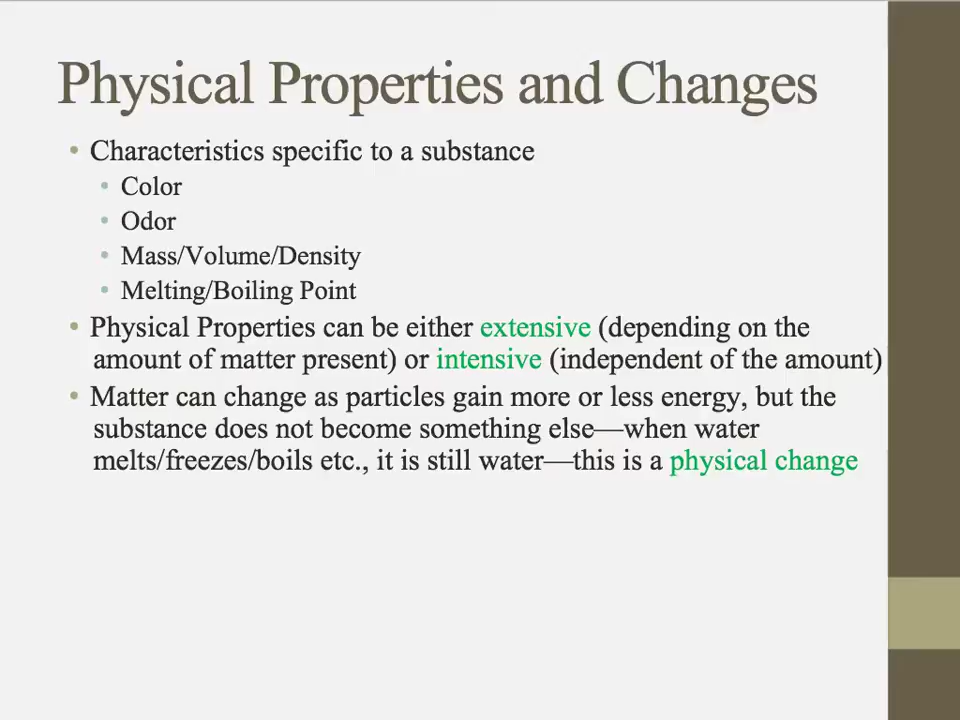 Physical Properties and Changes
• Characteristics specific to a substance
• Color
• Odor
• Mass/Volume/Density
• Melting/Boiling Point
• Physical Properties can be either extensive (depending on the
amount of matter present) or intensive (independent of the amount)
• Matter can change as particles gain more or less energy, but the
substance does not become something else—when water
melts/freezes/boils etc., it is still water—this is a physical change